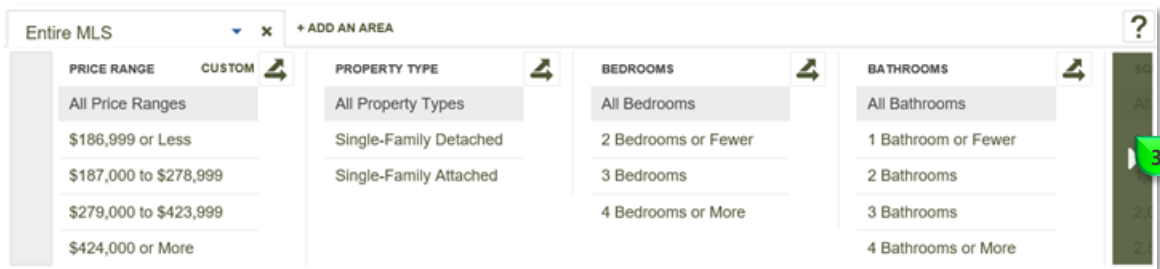 Entire MLS
+ ADD AN AREA
?
PRICE RANGE CUSTOM
All Price Ranges
$186,999 or Less
$187,000 to $278,999
$279,000 to $423,999
$424,000 or More
PROPERTY TYPE
All Property Types
Single-Family Detached
Single-Family Attached
BEDROOMS
All Bedrooms
2 Bedrooms or Fewer
3 Bedrooms
4 Bedrooms or More
BATHROOMS
All Bathrooms
1 Bathroom or Fewer
2 Bathrooms
3 Bathrooms
4 Bathrooms or More
3